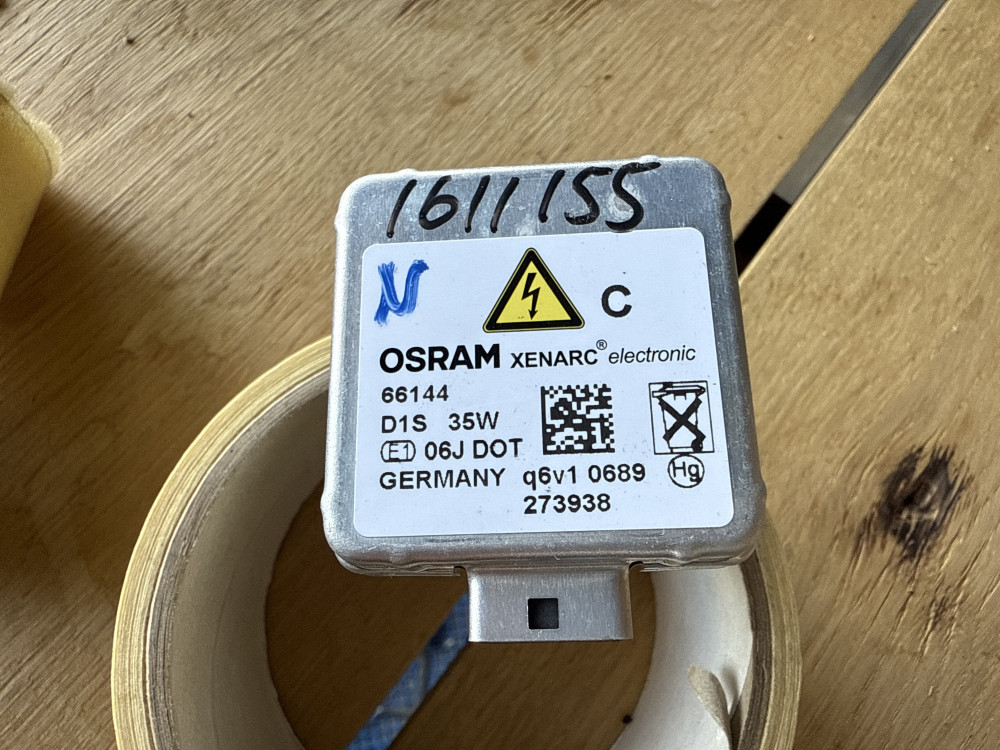 1611155
N
C
OSRAM XENARC® electronic
66144
D1S 35W
E1 06J DOT
GERMANY q6v1 0689
273938
Hg